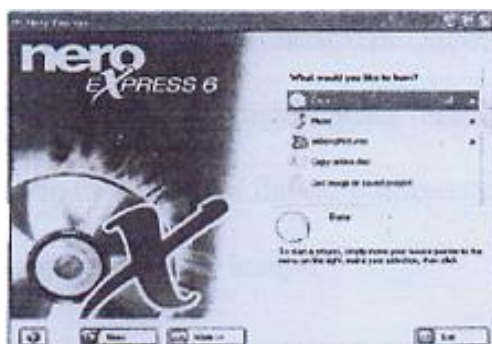 nero
EXPRESS 6
What would you like to burn?
Data
Music
Videos/Pictures
Copy entire disc
Disc Image or Saved Project
Data
To start a project, simply move your mouse pointer to the
menu on the right, make your selection, then click
Nero
More >>
Exit